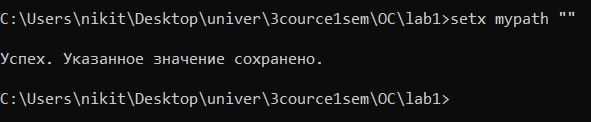 C:\Users\nikit\Desktop\univer\3cource1sem\OC\lab1>setx mypath ""
Успех. Указанное значение сохранено.
C:\Users\nikit\Desktop\univer\3cource1sem\OC\lab1>